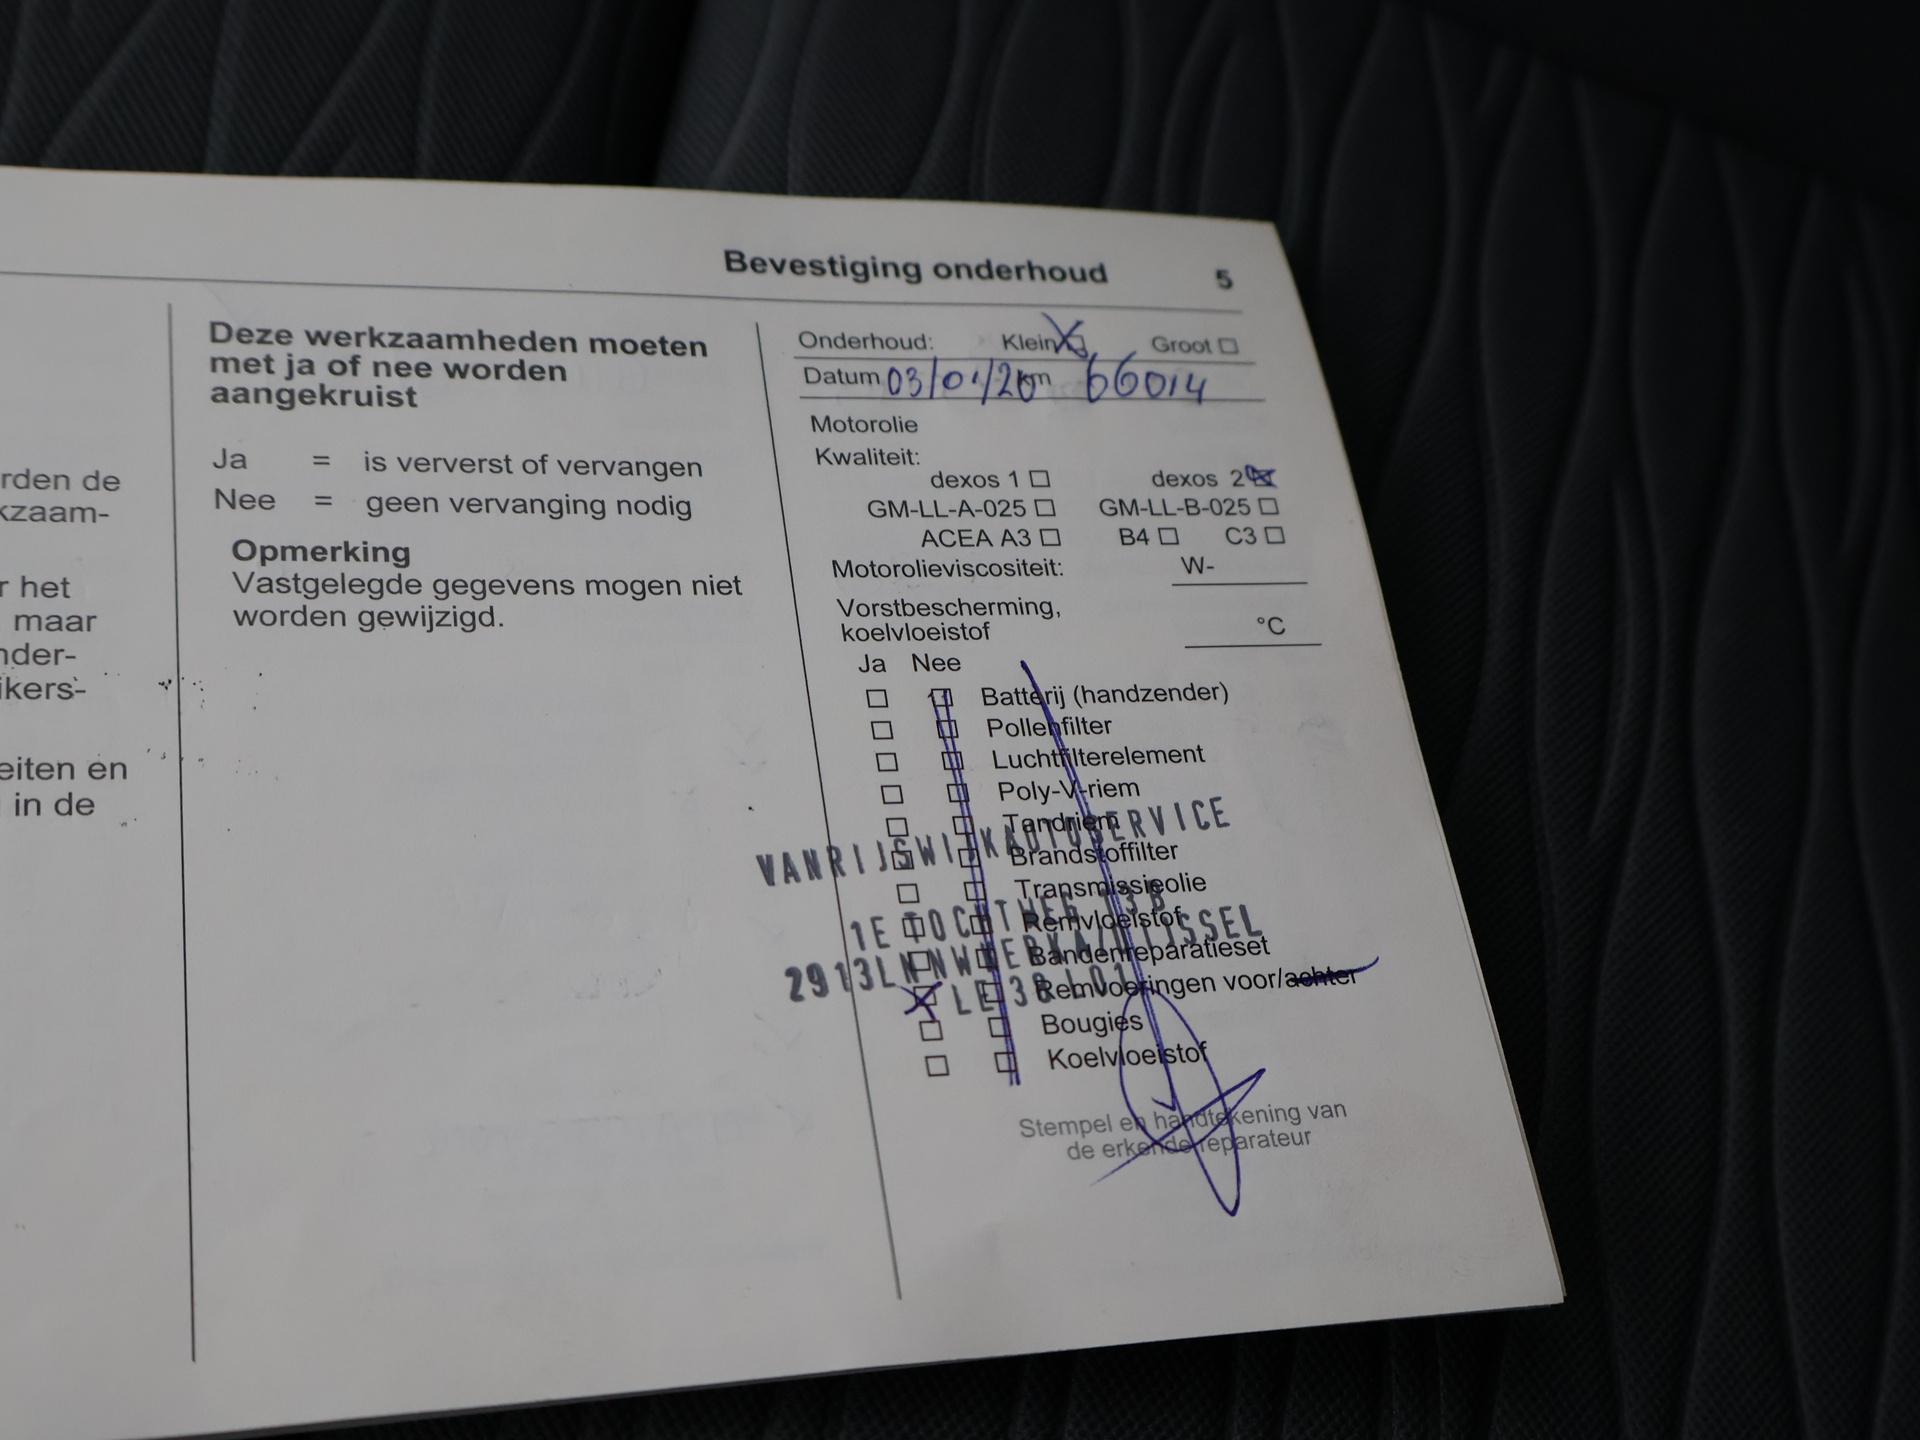 Bevestiging onderhoud 5
rden de
kzaam-
r het
maar
nder-
ikers-
eiten en
in de
Deze werkzaamheden moeten
met ja of nee worden
aangekruist
Ja = is ververst of vervangen
Nee = geen vervanging nodig
Opmerking
Vastgelegde gegevens mogen niet
worden gewijzigd.
Onderhoud: Klein Groot
Datum 03/01/20 km 66014
Motorolie
Kwaliteit:
dexos 1 dexos 2
GM-LL-A-025 GM-LL-B-025
ACEA A3 B4 C3
Motorolieviscositeit: W-
Vorstbescherming,
koelvloeistof °C
Ja Nee
Batterij (handzender)
Pollenfilter
Luchtfilterelement
Poly-V-riem
Tandriem
Brandstoffilter
Transmissieolie
Remvloeistof
Bandenreparatieset
Remvoeringen voor/achter
Bougies
Koelvloeistof
VANRIJSWIJKAUTOSERVICE
1E TOCHTWEG 13B
Stempel en handtekening van
de erkende reparateur